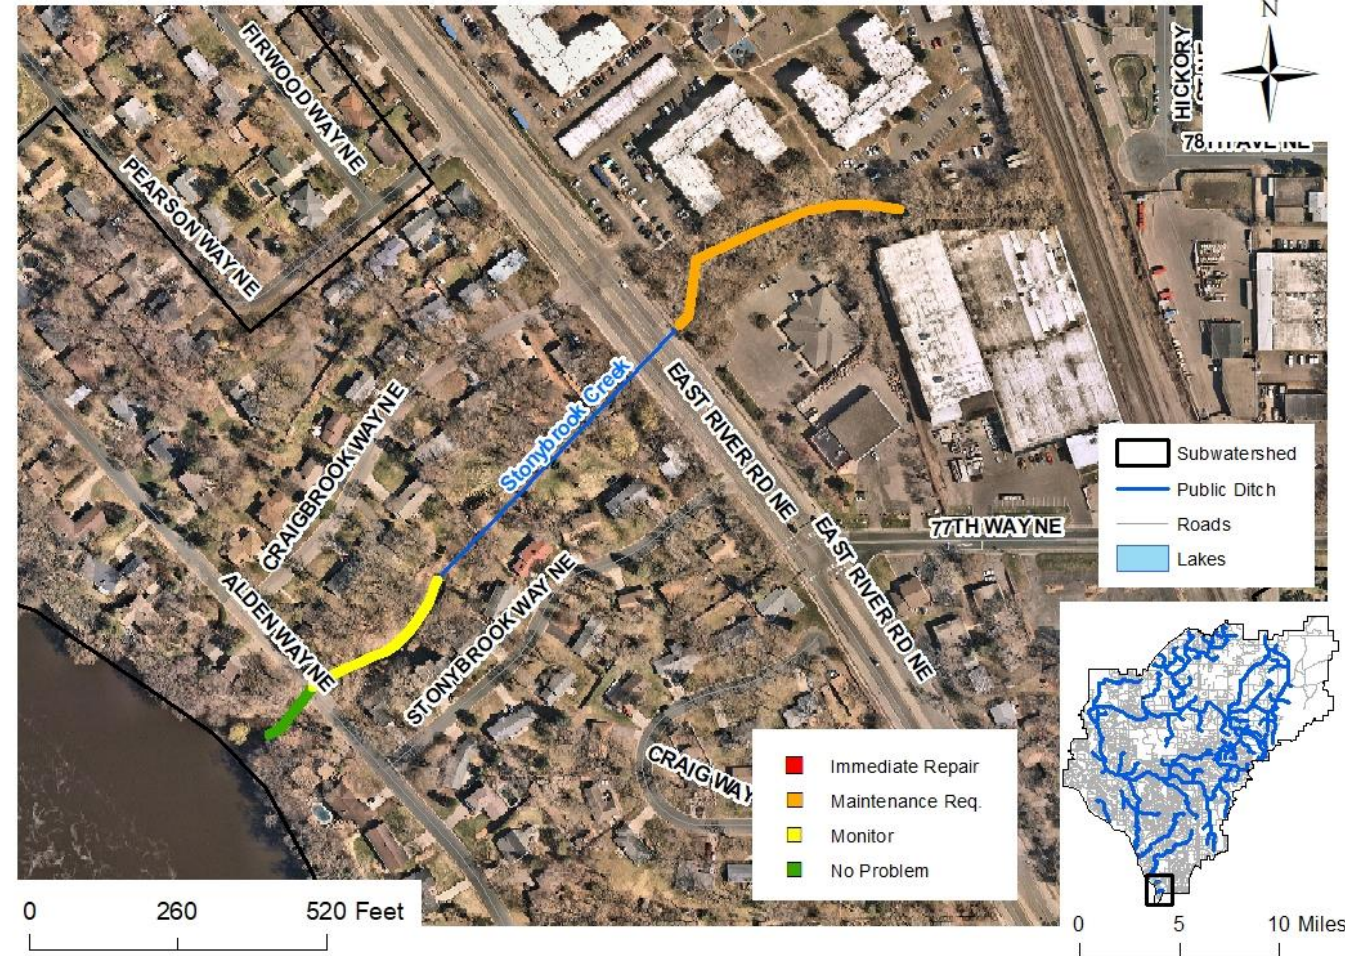 N
FIRWOOD WAY NE
HICKORY
ST NE
78TH AVE NE
PEARSON WAY NE
Stonybrook Creek
EAST RIVER RD NE
CRAIGBROOK WAY NE
77TH WAY NE
EAST RIVER RD NE
ALDEN WAY NE
STONYBROOK WAY NE
CRAIG WAY
Subwatershed
Public Ditch
Roads
Lakes
Immediate Repair
Maintenance Req.
Monitor
No Problem
0 260 520 Feet
0 5 10 Miles